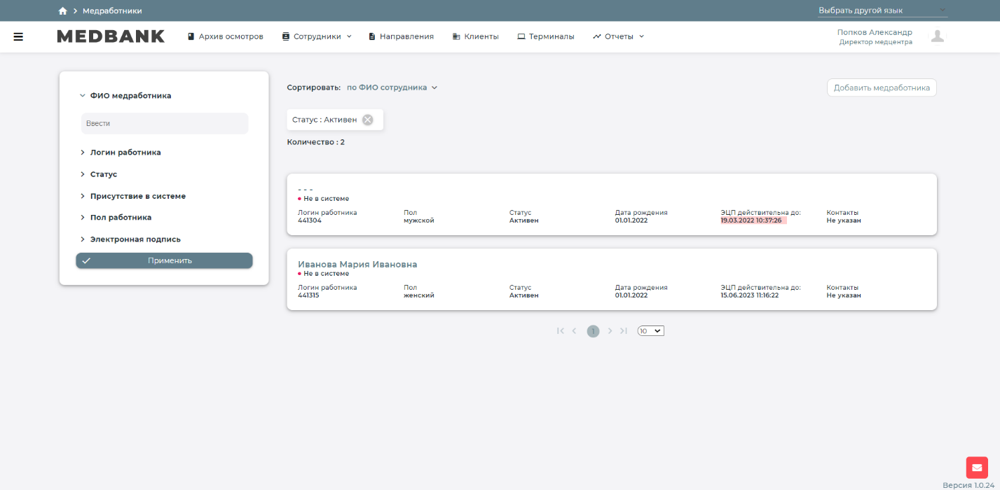 Медработники
Выбрать другой язык
MEDBANK
Архив осмотров
Сотрудники
Направления
Клиенты
Терминалы
Отчеты
Попков Александр
Директор медцентра
ФИО медработника
Ввести
Логин работника
Статус
Присутствие в системе
Пол работника
Электронная подпись
Применить
Сортировать: по ФИО сотрудника
Добавить медработника
Статус : Активен
Количество : 2
- - -
Не в системе
Логин работника Пол Статус Дата рождения ЭЦП действительна до: Контакты
441304 мужской Активен 01.01.2022 19.03.2022 10:37:26 Не указан
Иванова Мария Ивановна
Не в системе
Логин работника Пол Статус Дата рождения ЭЦП действительна до: Контакты
441315 женский Активен 01.01.2022 15.06.2023 11:16:22 Не указан
1
10
Версия 1.0.24